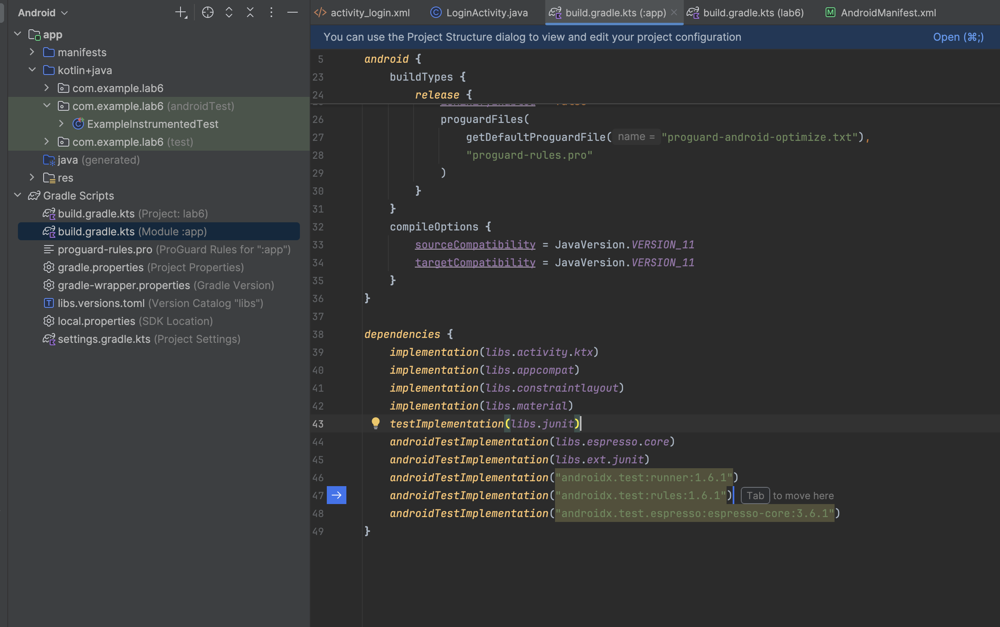 Android
app
manifests
kotlin+java
com.example.lab6
com.example.lab6 (androidTest)
ExampleInstrumentedTest
com.example.lab6 (test)
java (generated)
res
Gradle Scripts
build.gradle.kts (Project: lab6)
build.gradle.kts (Module :app)
proguard-rules.pro (ProGuard Rules for ":app")
gradle.properties (Project Properties)
gradle-wrapper.properties (Gradle Version)
libs.versions.toml (Version Catalog "libs")
local.properties (SDK Location)
settings.gradle.kts (Project Settings)
activity_login.xml LoginActivity.java build.gradle.kts (:app) build.gradle.kts (lab6) AndroidManifest.xml
You can use the Project Structure dialog to view and edit your project configuration Open (⌘;)
5 android {
23 buildTypes {
24 release {
26 proguardFiles(
27 getDefaultProguardFile( name = "proguard-android-optimize.txt"),
28 "proguard-rules.pro"
29 )
30 }
31 }
32 compileOptions {
33 sourceCompatibility = JavaVersion.VERSION_11
34 targetCompatibility = JavaVersion.VERSION_11
35 }
36 }
37
38 dependencies {
39 implementation(libs.activity.ktx)
40 implementation(libs.appcompat)
41 implementation(libs.constraintlayout)
42 implementation(libs.material)
43 testImplementation(libs.junit)
44 androidTestImplementation(libs.espresso.core)
45 androidTestImplementation(libs.ext.junit)
46 androidTestImplementation("androidx.test:runner:1.6.1")
47 androidTestImplementation("androidx.test:rules:1.6.1") Tab to move here
48 androidTestImplementation("androidx.test.espresso:espresso-core:3.6.1")
49 }